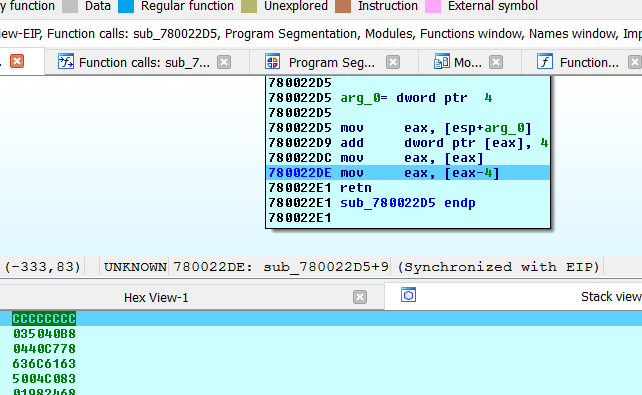 y function Data Regular function Unexplored Instruction External symbol
View-EIP, Function calls: sub_780022D5, Program Segmentation, Modules, Functions window, Names window, Imp
Function calls: sub_7... Program Seg... Mo... Function...
780022D5
780022D5 arg_0= dword ptr 4
780022D5
780022D5 mov eax, [esp+arg_0]
780022D9 add dword ptr [eax], 4
780022DC mov eax, [eax]
780022DE mov eax, [eax-4]
780022E1 retn
780022E1 sub_780022D5 endp
780022E1
(-333,83) UNKNOWN 780022DE: sub_780022D5+9 (Synchronized with EIP)
Hex View-1 Stack view
CCCCCCCC
035040B8
0440C778
636C6163
5004C083
01982468